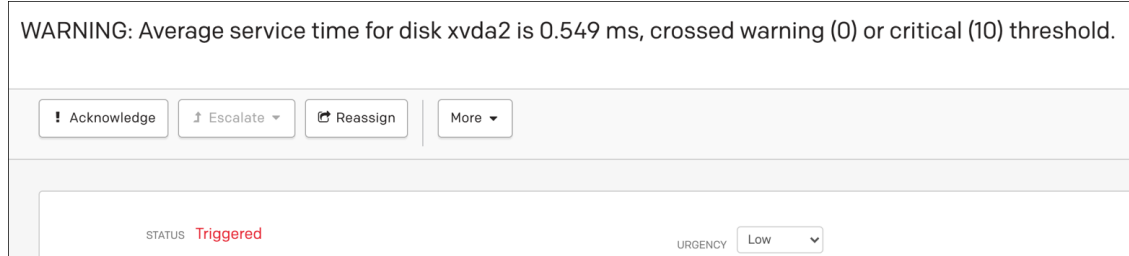 WARNING: Average service time for disk xvda2 is 0.549 ms, crossed warning (0) or critical (10) threshold.
! Acknowledge Escalate Reassign More
STATUS Triggered
URGENCY Low